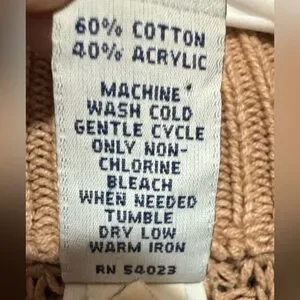 60% COTTON
40% ACRYLIC
MACHINE
WASH COLD
GENTLE CYCLE
ONLY NON-
CHLORINE
BLEACH
WHEN NEEDED
TUMBLE
DRY LOW
WARM IRON
RN 54023